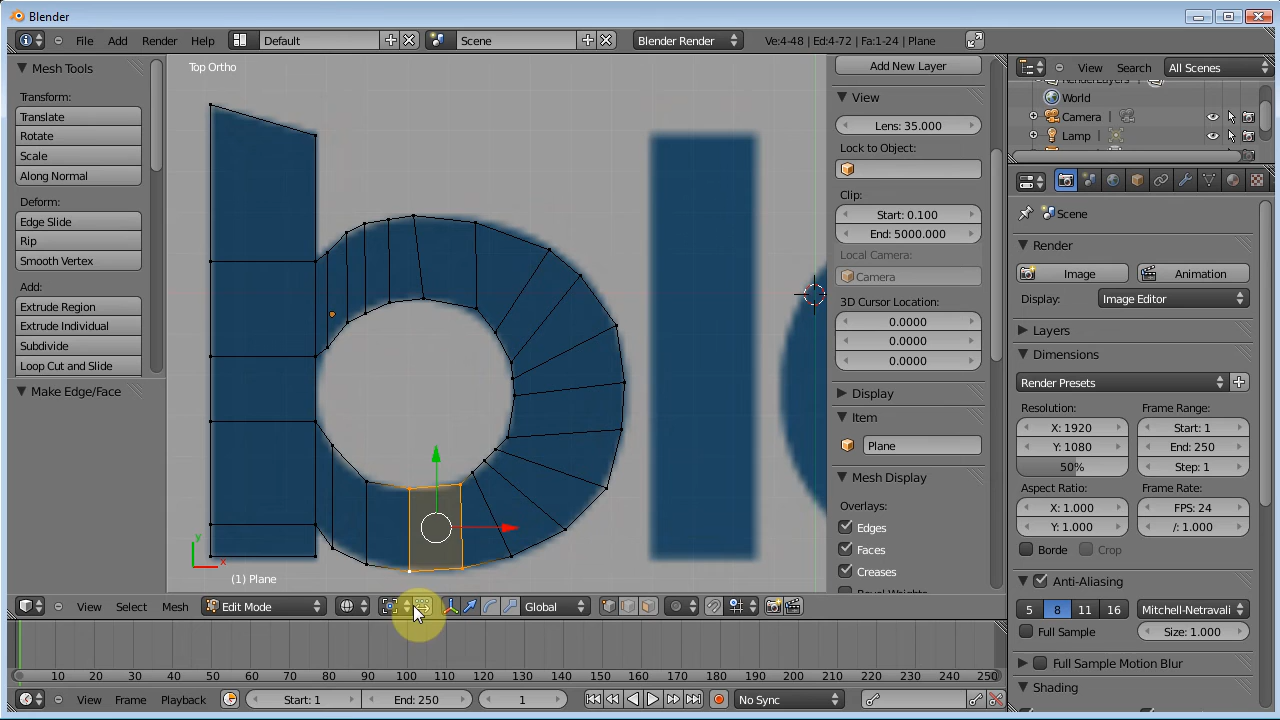 Blender
File Add Render Help Default Scene Blender Render Ve:4-48 | Ed:4-72 | Fa:1-24 | Plane
Mesh Tools
Transform:
Translate
Rotate
Scale
Along Normal
Deform:
Edge Slide
Rip
Smooth Vertex
Add:
Extrude Region
Extrude Individual
Subdivide
Loop Cut and Slide
Make Edge/Face
Top Ortho
y
x
(1) Plane
Add New Layer
View
Lens: 35.000
Lock to Object:
Clip:
Start: 0.100
End: 5000.000
Local Camera:
Camera
3D Cursor Location:
0.0000
0.0000
0.0000
Display
Item
Plane
Mesh Display
Overlays:
Edges
Faces
Creases
View Select Mesh Edit Mode Global
10 20 30 40 50 60 70 80 90 100 110 120 130 140 150 160 170 180 190 200 210 220 230 240 250
View Frame Playback Start: 1 End: 250 1 No Sync
View Search All Scenes
World
Camera
Lamp
Scene
Render
Image Animation
Display: Image Editor
Layers
Dimensions
Render Presets
Resolution: Frame Range:
X: 1920 Start: 1
Y: 1080 End: 250
50% Step: 1
Aspect Ratio: Frame Rate:
X: 1.000 FPS: 24
Y: 1.000 /: 1.000
Borde Crop
Anti-Aliasing
5 8 11 16 Mitchell-Netravali
Full Sample Size: 1.000
Full Sample Motion Blur
Shading